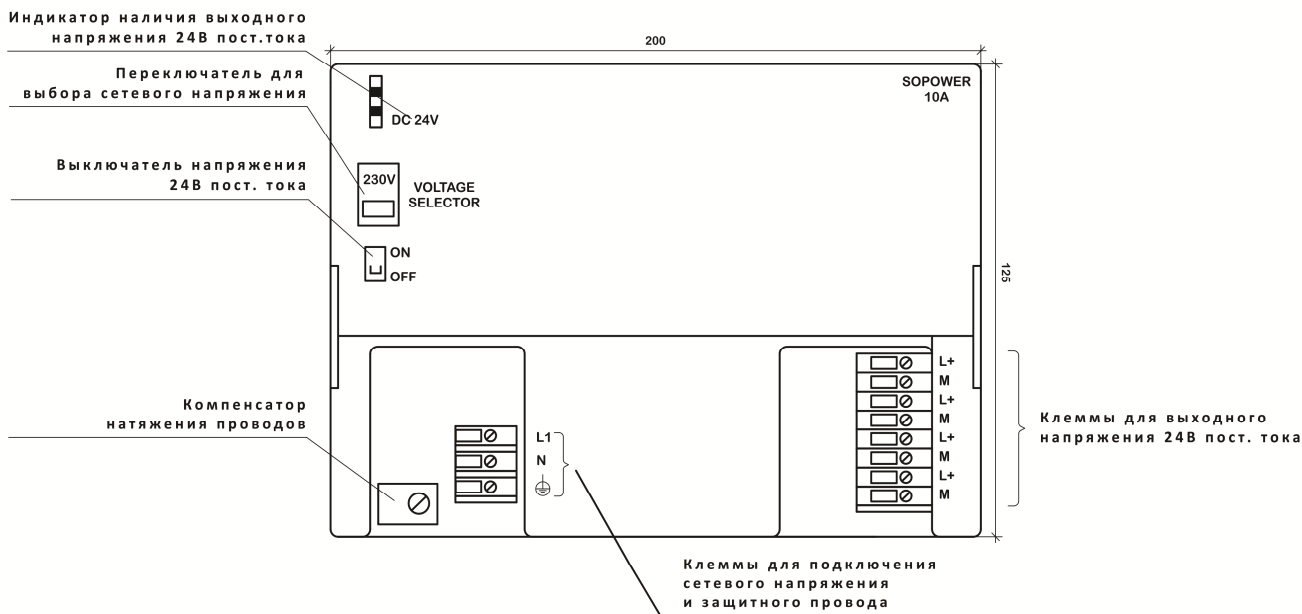 Индикатор наличия выходного
напряжения 24В пост.тока
Переключатель для
выбора сетевого напряжения
Выключатель напряжения
24В пост. тока
Компенсатор
натяжения проводов
200
SOPOWER
10A
DC 24V
230V
VOLTAGE
SELECTOR
ON
OFF
125
L1
N
L+
M
L+
M
L+
M
L+
M
Клеммы для выходного
напряжения 24В пост. тока
Клеммы для подключения
сетевого напряжения
и защитного провода